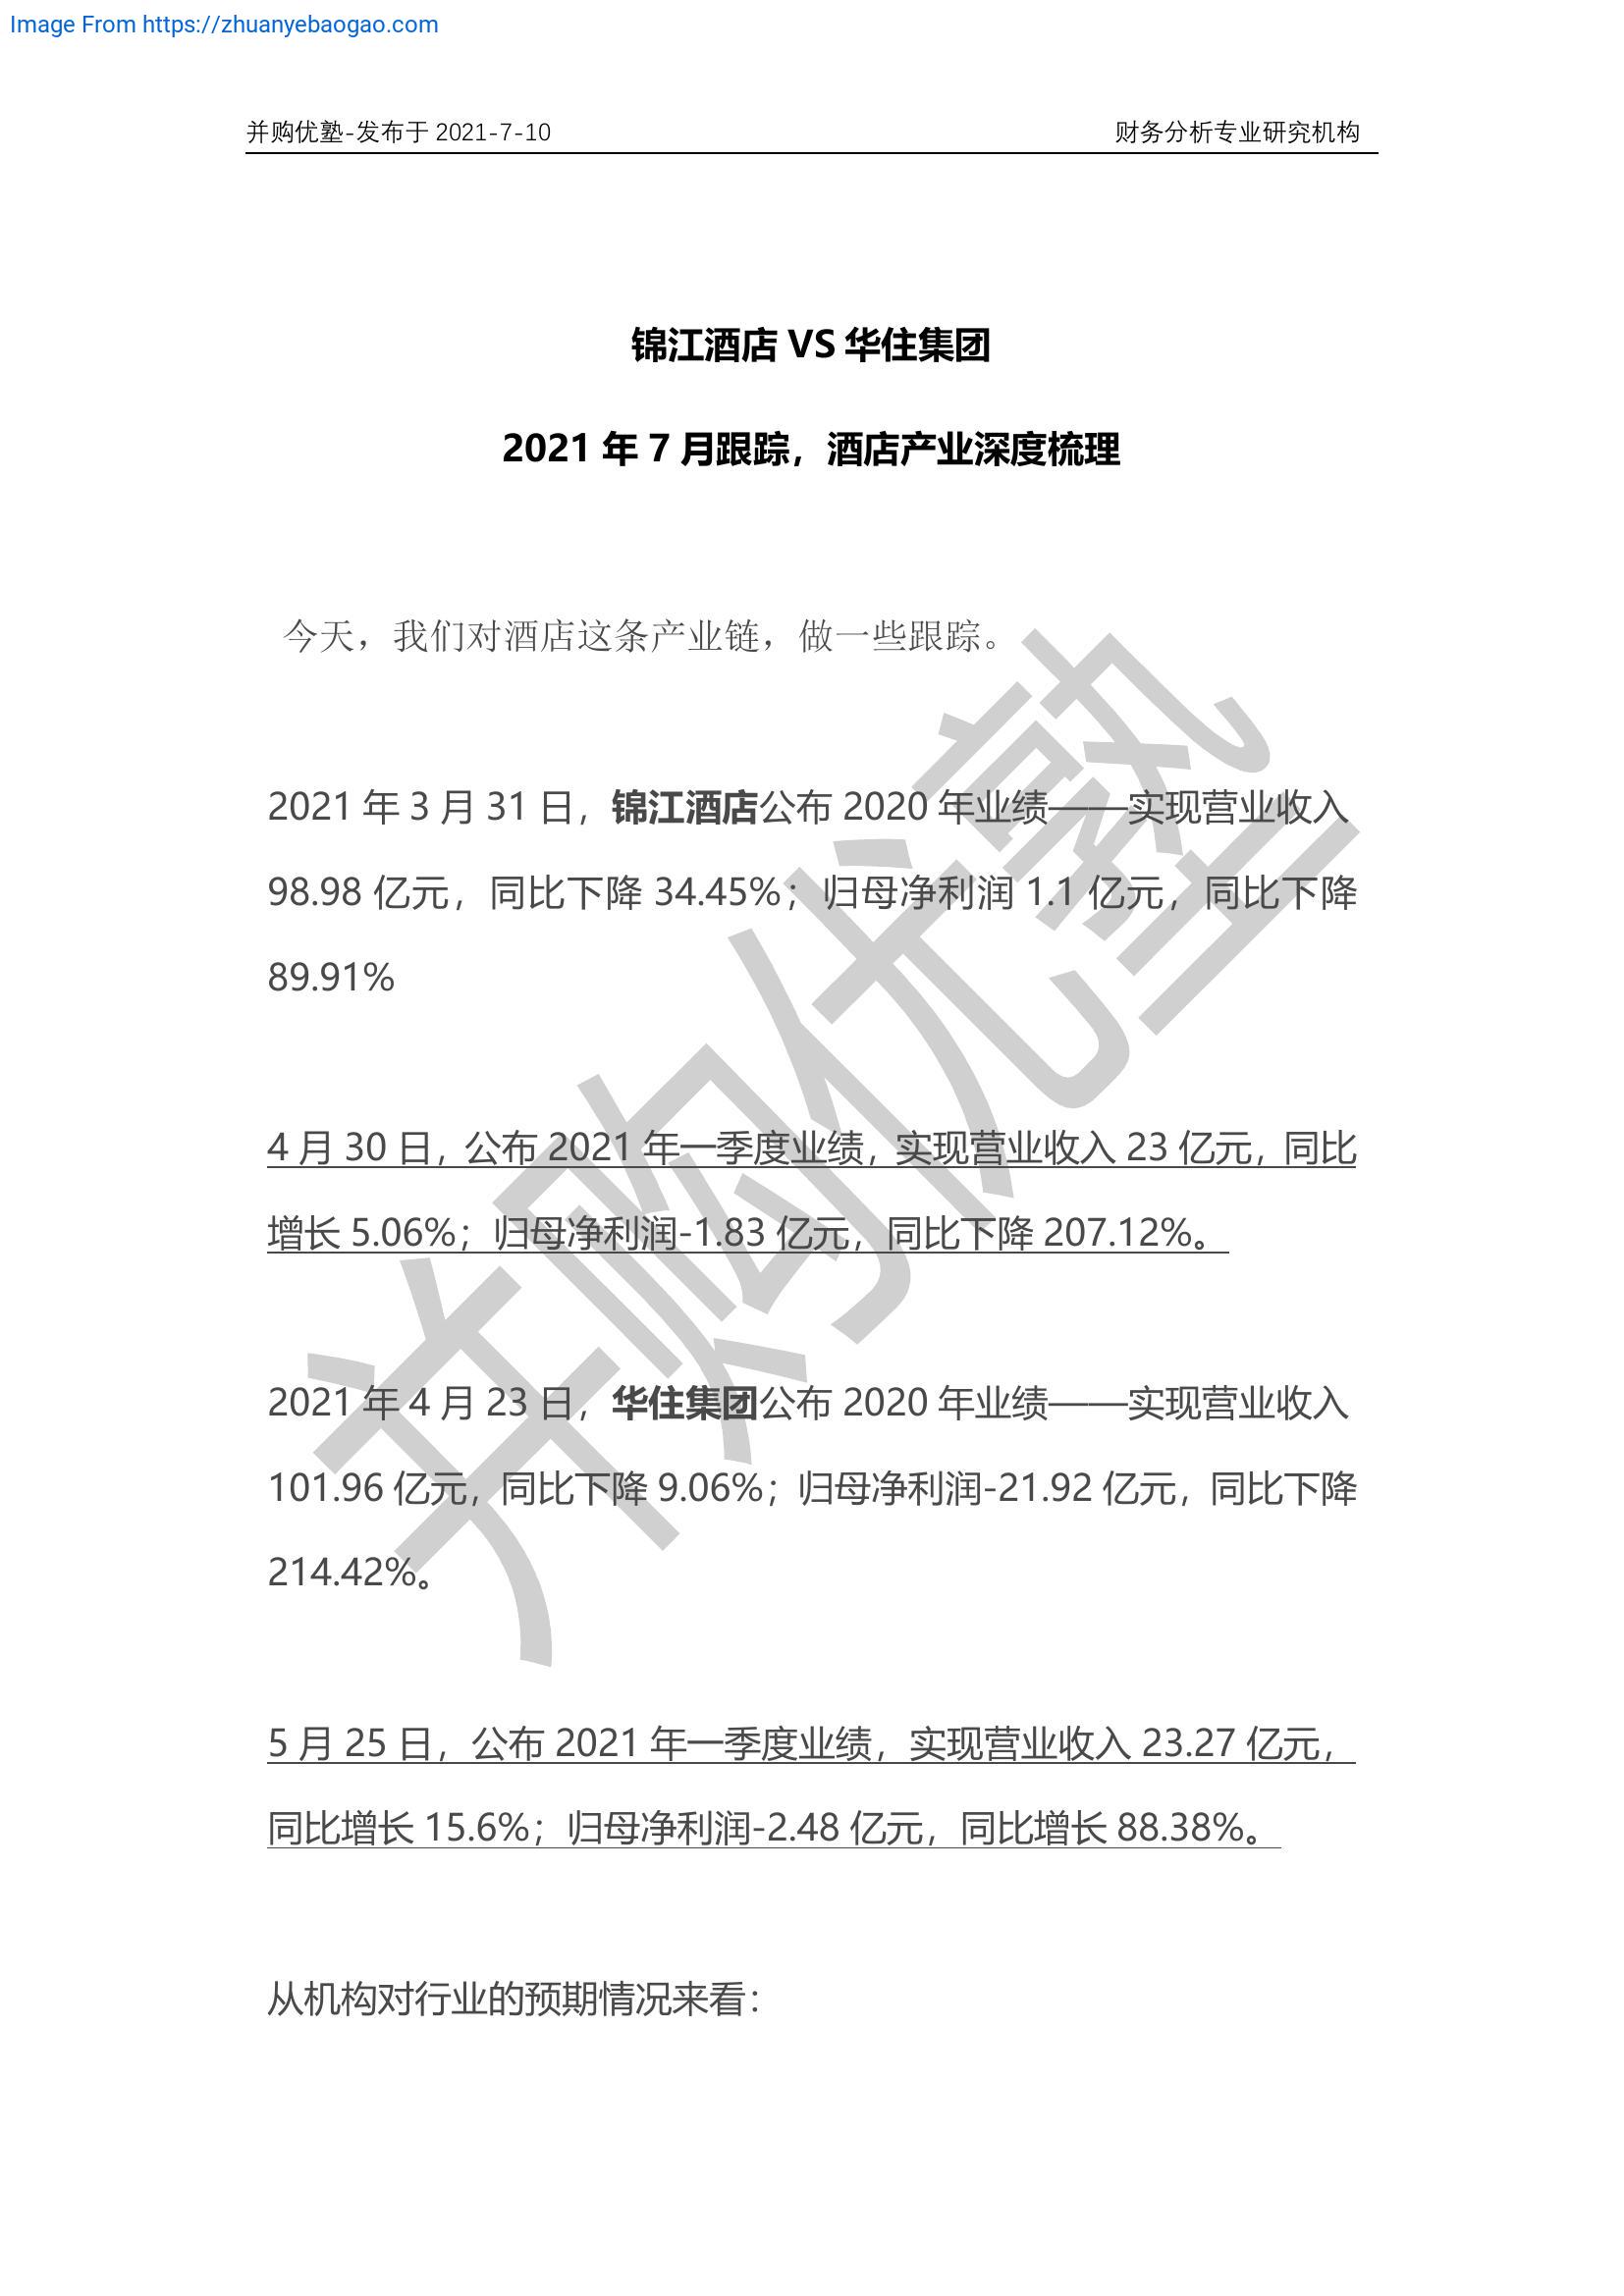 Image From https://zhuanyebaogao.com
并购优塾-发布于 2021-7-10 财务分析专业研究机构
锦江酒店 VS 华住集团
2021 年 7 月跟踪，酒店产业深度梳理
今天，我们对酒店这条产业链，做一些跟踪。
2021 年 3 月 31 日，锦江酒店公布 2020 年业绩——实现营业收入
98.98 亿元，同比下降 34.45%；归母净利润 1.1 亿元，同比下降
89.91%
4 月 30 日，公布 2021 年一季度业绩，实现营业收入 23 亿元，同比
增长 5.06%；归母净利润-1.83 亿元，同比下降 207.12%。
2021 年 4 月 23 日，华住集团公布 2020 年业绩——实现营业收入
101.96 亿元，同比下降 9.06%；归母净利润-21.92 亿元，同比下降
214.42%。
5 月 25 日，公布 2021 年一季度业绩，实现营业收入 23.27 亿元，
同比增长 15.6%；归母净利润-2.48 亿元，同比增长 88.38%。
从机构对行业的预期情况来看：
并购优塾